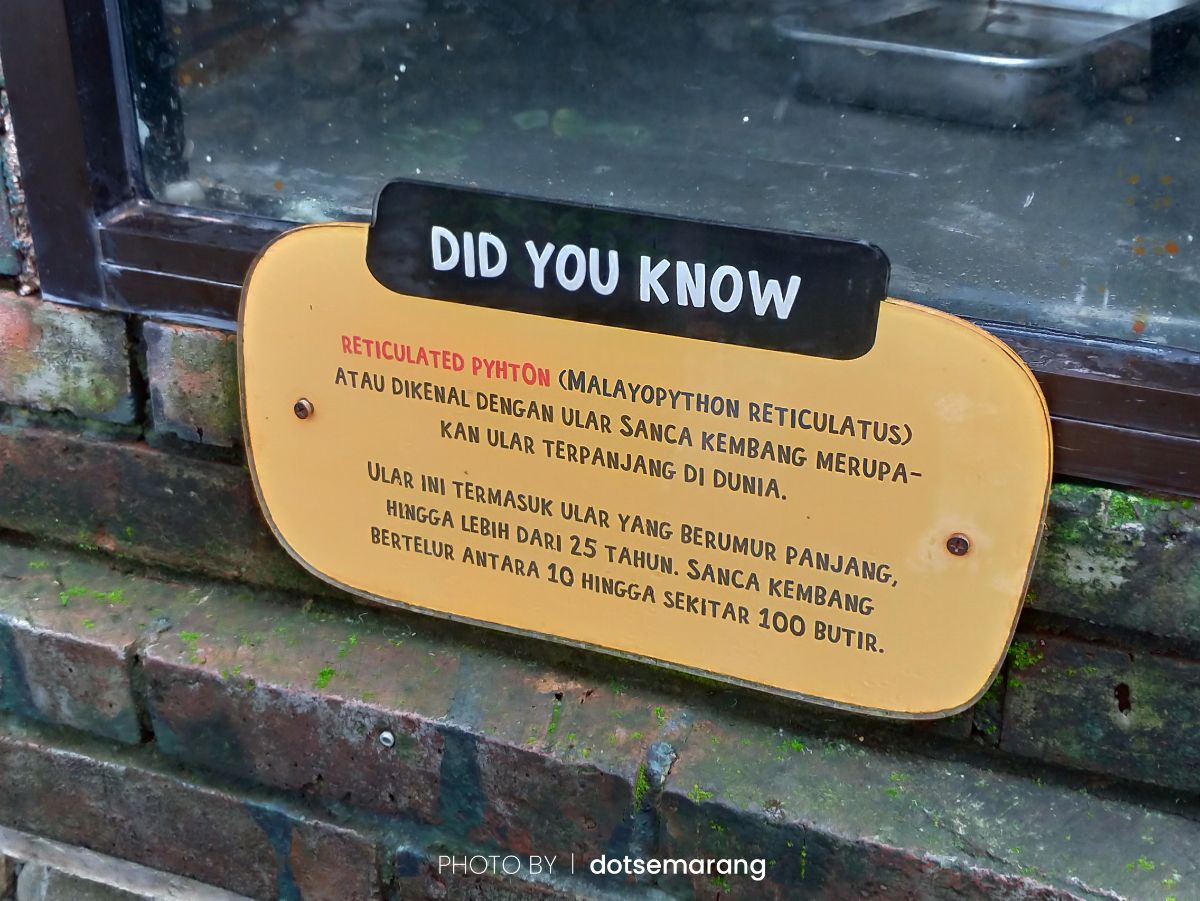 DID YOU KNOW
RETICULATED PYHTON (MALAYOPYTHON RETICULATUS)
ATAU DIKENAL DENGAN ULAR SANCA KEMBANG MERUPA-
KAN ULAR TERPANJANG DI DUNIA.
ULAR INI TERMASUK ULAR YANG BERUMUR PANJANG,
HINGGA LEBIH DARI 25 TAHUN. SANCA KEMBANG
BERTELUR ANTARA 10 HINGGA SEKITAR 100 BUTIR.
PHOTO BY | dotsemarang